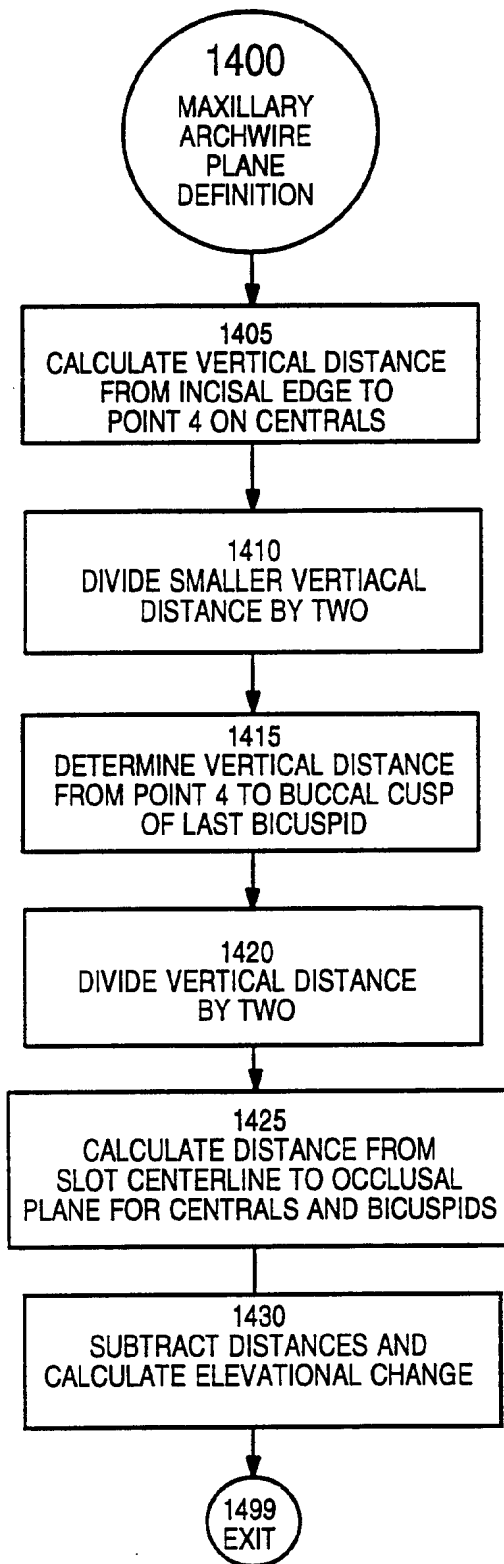 1400
MAXILLARY
ARCHWIRE
PLANE
DEFINITION
1405
CALCULATE VERTICAL DISTANCE
FROM INCISAL EDGE TO
POINT 4 ON CENTRALS
1410
DIVIDE SMALLER VERTIACAL
DISTANCE BY TWO
1415
DETERMINE VERTICAL DISTANCE
FROM POINT 4 TO BUCCAL CUSP
OF LAST BICUSPID
1420
DIVIDE VERTICAL DISTANCE
BY TWO
1425
CALCULATE DISTANCE FROM
SLOT CENTERLINE TO OCCLUSAL
PLANE FOR CENTRALS AND BICUSPIDS
1430
SUBTRACT DISTANCES AND
CALCULATE ELEVATIONAL CHANGE
1499
EXIT